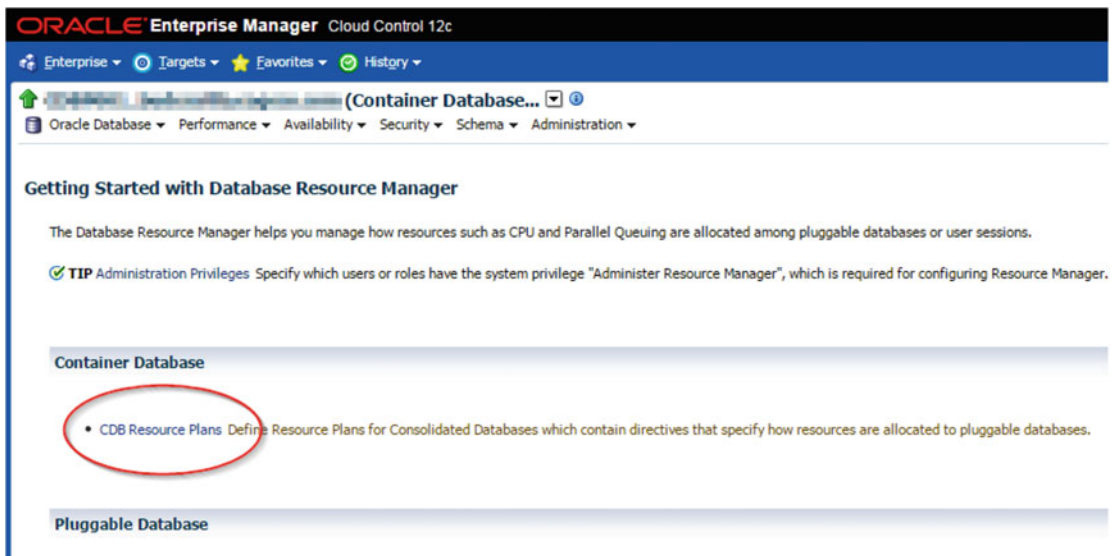 ORACLE Enterprise Manager Cloud Control 12c
Enterprise Targets Favorites History
(Container Database...
Oracle Database Performance Availability Security Schema Administration
Getting Started with Database Resource Manager
The Database Resource Manager helps you manage how resources such as CPU and Parallel Queuing are allocated among pluggable databases or user sessions.
TIP Administration Privileges Specify which users or roles have the system privilege "Administer Resource Manager", which is required for configuring Resource Manager.
Container Database
• CDB Resource Plans Define Resource Plans for Consolidated Databases which contain directives that specify how resources are allocated to pluggable databases.
Pluggable Database